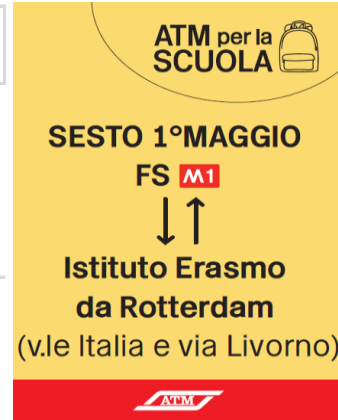 ATM per la
SCUOLA
SESTO 1°MAGGIO
FS M1
Istituto Erasmo
da Rotterdam
(v.le Italia e via Livorno)
ATM